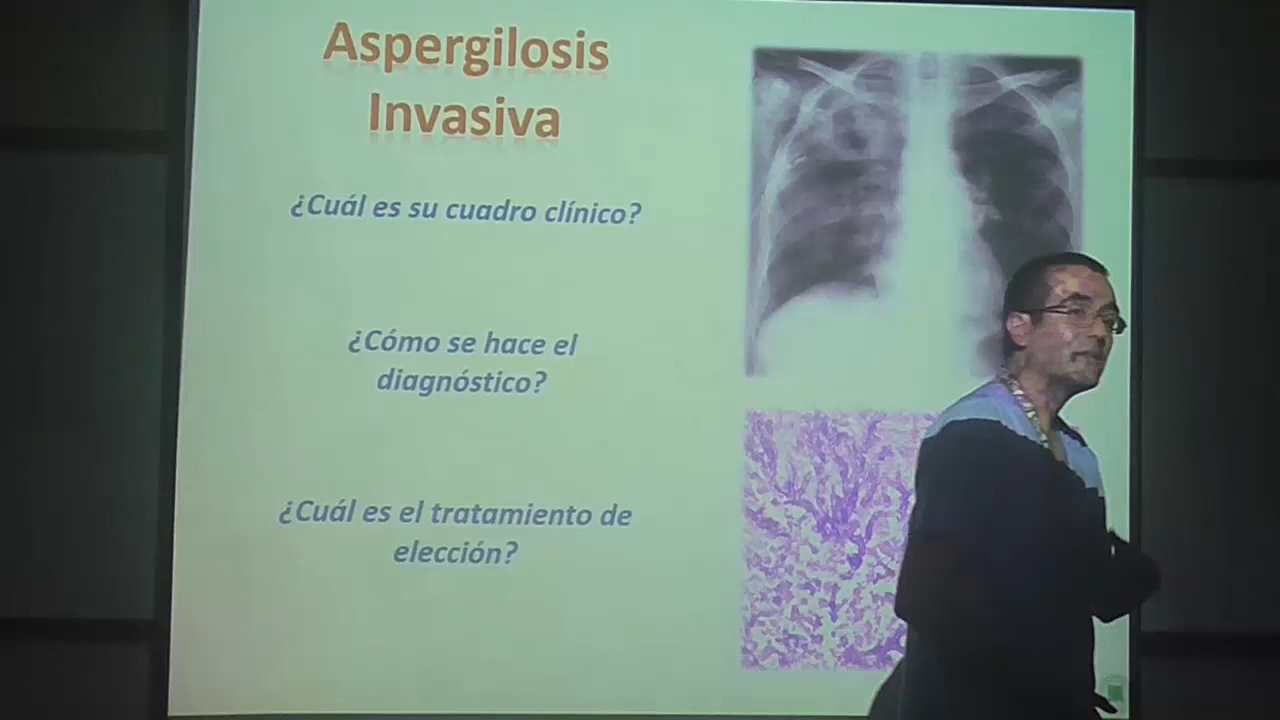 Aspergilosis
Invasiva
¿Cuál es su cuadro clínico?
¿Cómo se hace el
diagnóstico?
¿Cuál es el tratamiento de
elección?